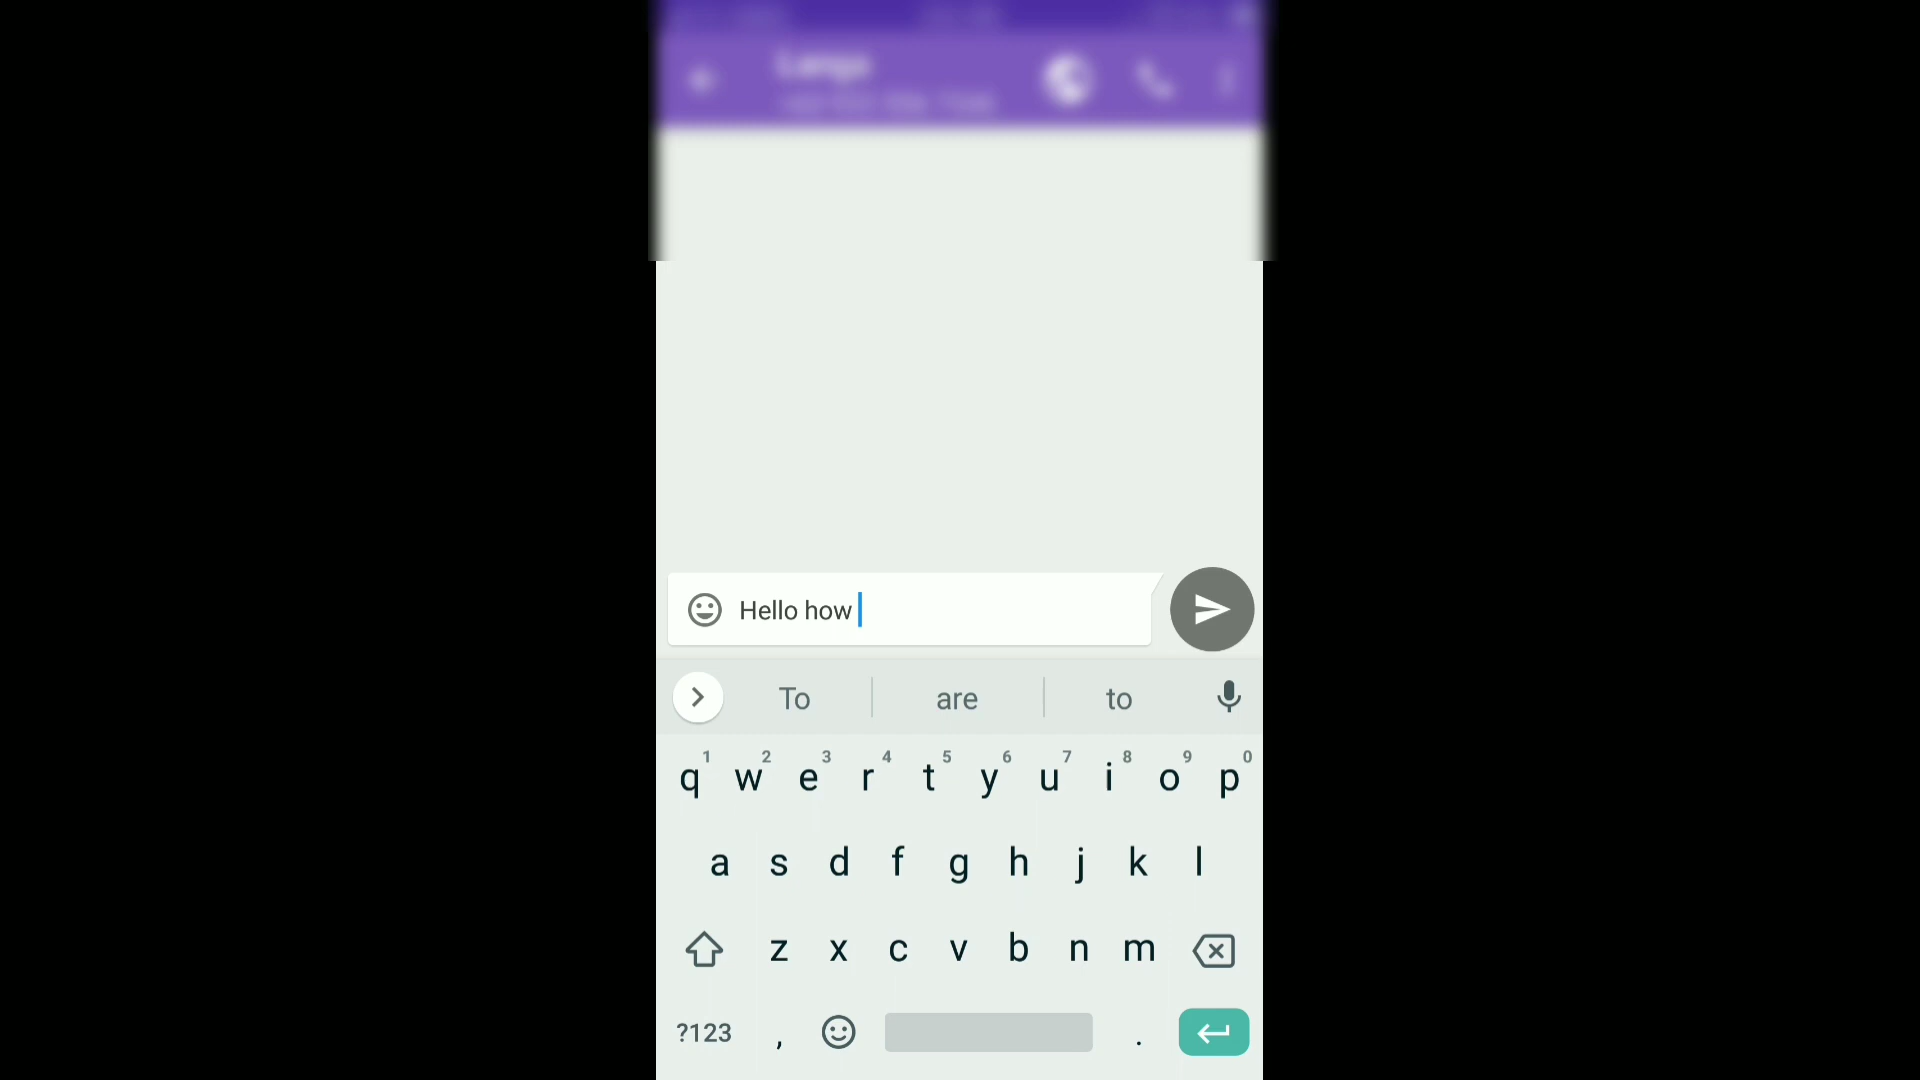 Hello how
To are to
1 2 3 4 5 6 7 8 9 0
q w e r t y u i o p
a s d f g h j k l
z x c v b n m
?123 , .